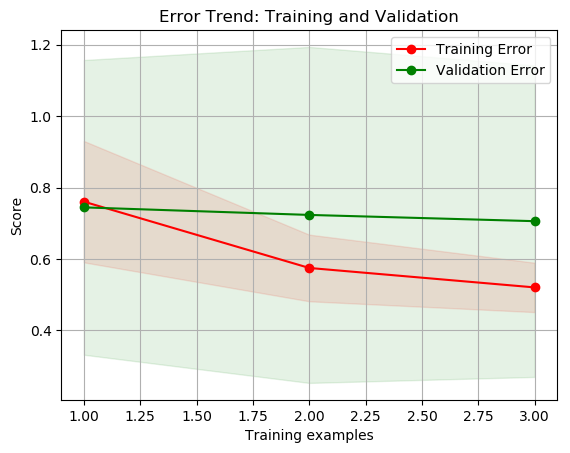 Error Trend: Training and Validation
Training Error
Validation Error
Score
1.2
1.0
0.8
0.6
0.4
1.00 1.25 1.50 1.75 2.00 2.25 2.50 2.75 3.00
Training examples